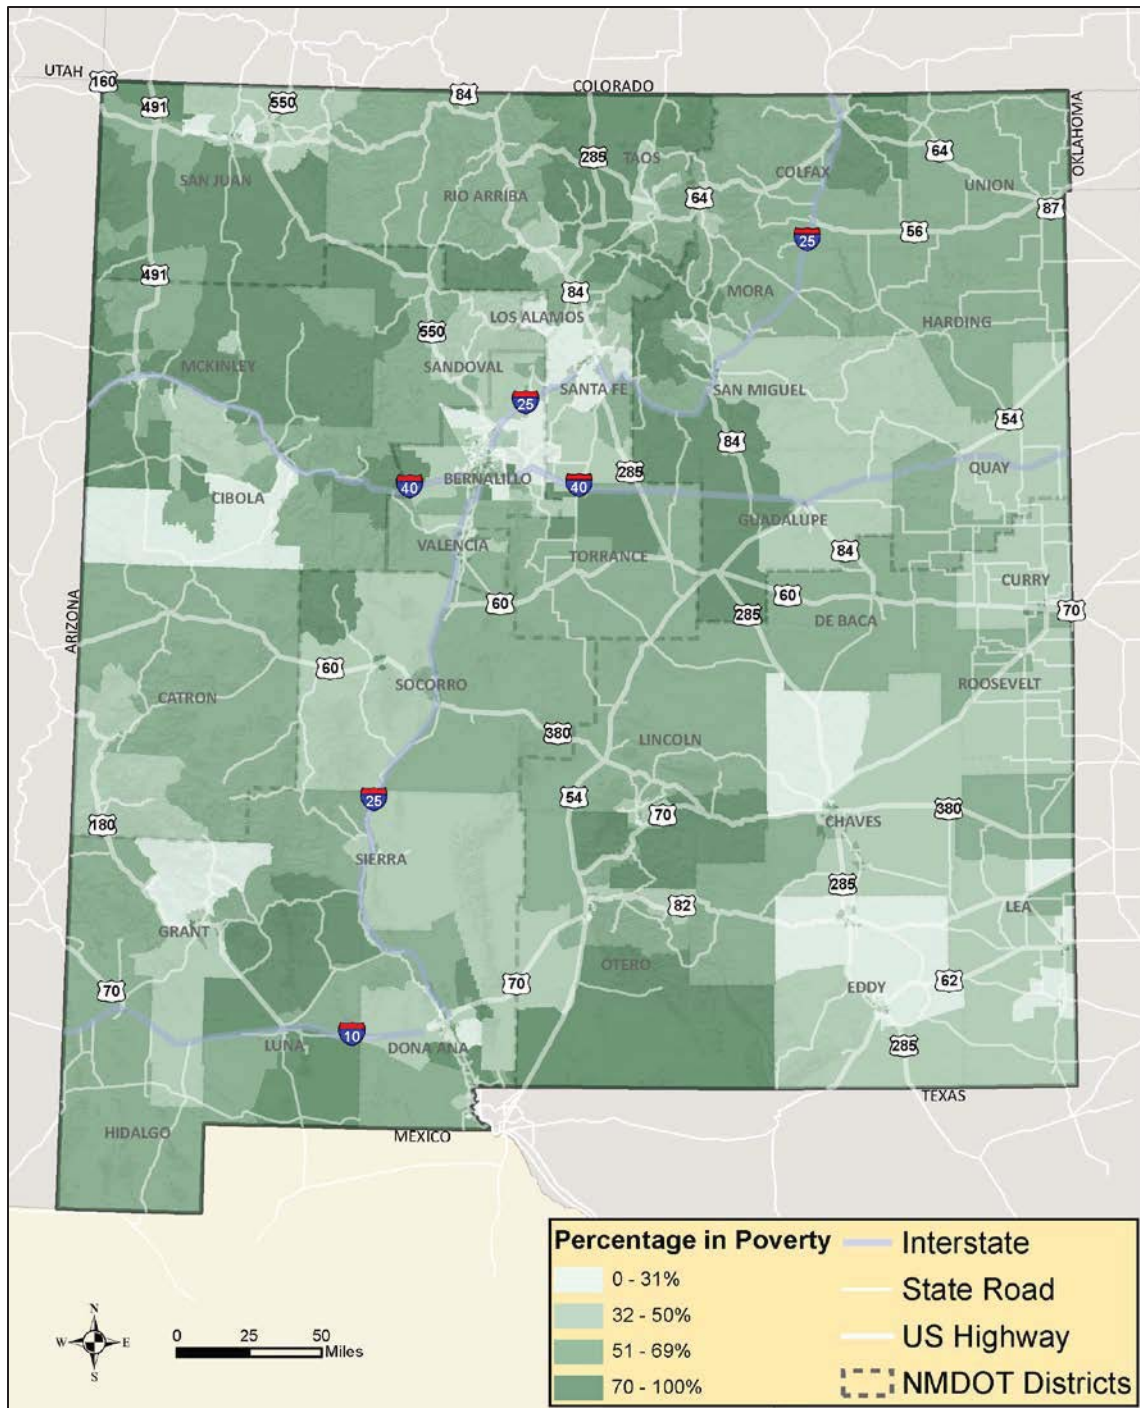 UTAH
160
COLORADO
OKLAHOMA
491
550
84
285
TAOS
64
COLFAX
64
UNION
SAN JUAN
RIO ARRIBA
87
56
25
491
84
MORA
HARDING
LOS ALAMOS
550
MCKINLEY
SANDOVAL
SANTA FE
SAN MIGUEL
25
54
84
QUAY
BERNALILLO
285
40
40
CIBOLA
GUADALUPE
VALENCIA
TORRANCE
84
CURRY
60
60
285
DE BACA
70
ARIZONA
60
SOCORRO
CATRON
ROOSEVELT
380
LINCOLN
25
54
70
380
180
CHAVES
SIERRA
285
82
LEA
GRANT
OTERO
70
70
EDDY
62
10
LUNA
DONA ANA
285
TEXAS
HIDALGO
MEXICO
Percentage in Poverty
0 - 31%
32 - 50%
51 - 69%
70 - 100%
Interstate
State Road
US Highway
NMDOT Districts
N
W
E
S
0
25
50
Miles